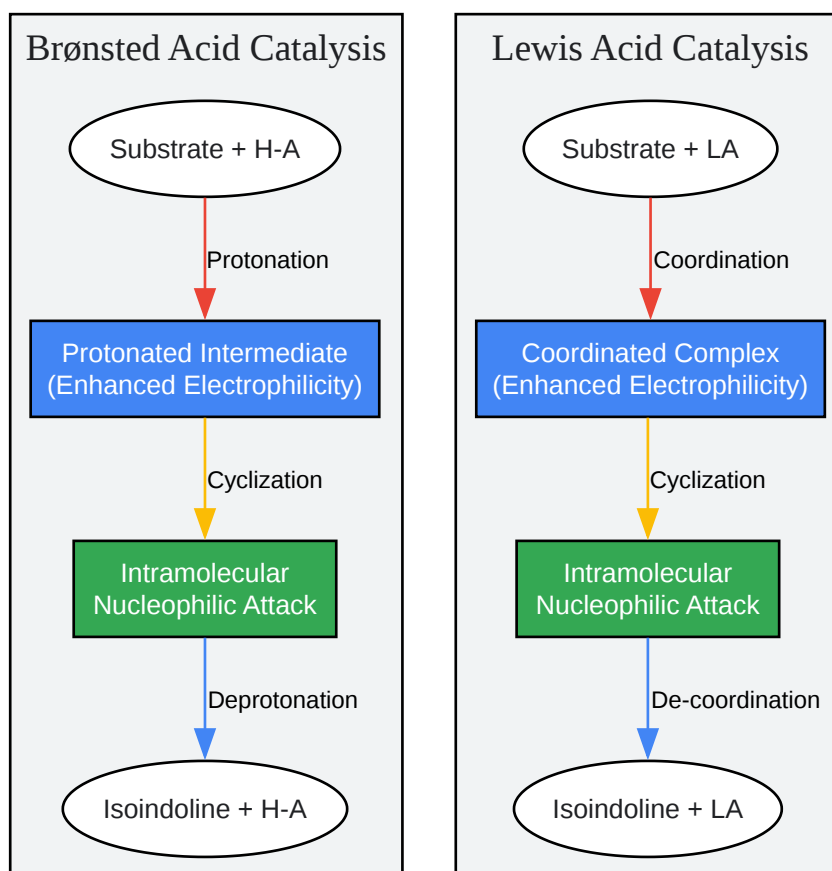 Brønsted Acid Catalysis
Substrate + H-A
Protonation
Protonated Intermediate
(Enhanced Electrophilicity)
Cyclization
Intramolecular
Nucleophilic Attack
Deprotonation
Isoindoline + H-A
Lewis Acid Catalysis
Substrate + LA
Coordination
Coordinated Complex
(Enhanced Electrophilicity)
Cyclization
Intramolecular
Nucleophilic Attack
De-coordination
Isoindoline + LA